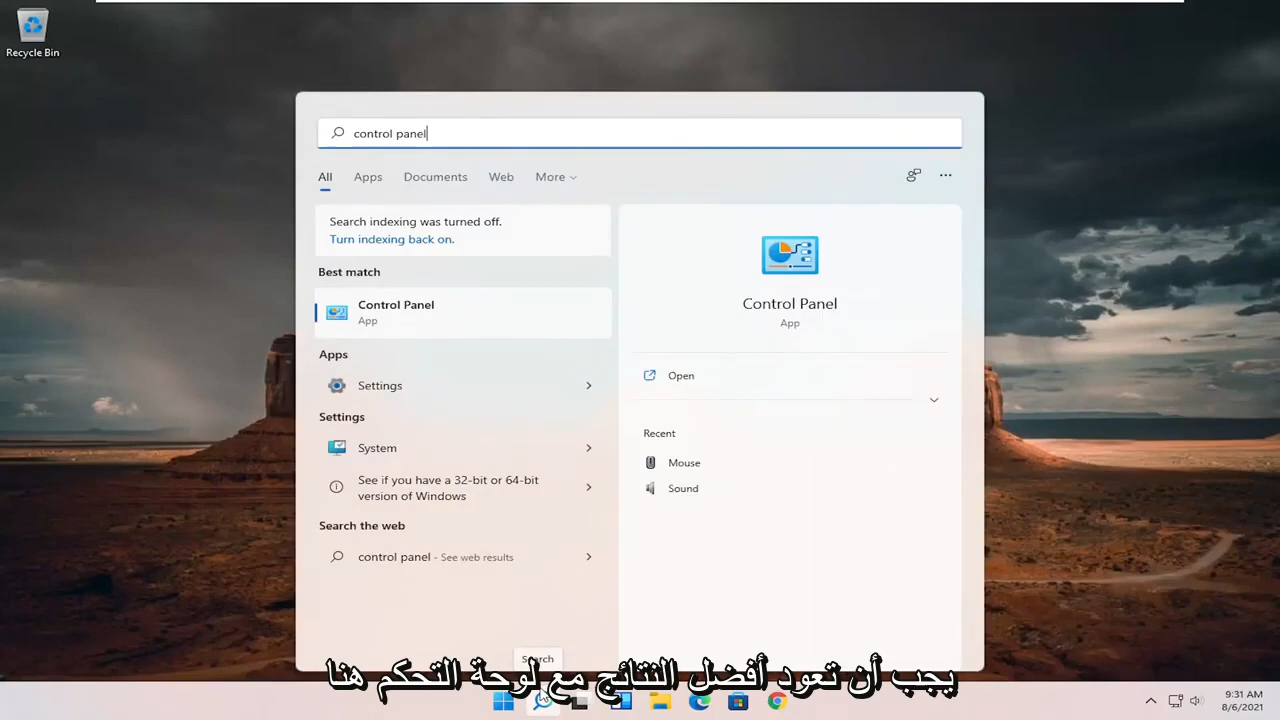 Recycle Bin
control panel
All Apps Documents Web More
Search indexing was turned off.
Turn indexing back on.
Best match
Control Panel
App
Apps
Settings
Settings
System
See if you have a 32-bit or 64-bit
version of Windows
Search the web
control panel - See web results
Control Panel
App
Open
Recent
Mouse
Sound
Search
يجب أن تعود أفضل النتائج مع لوحة التحكم هنا
9:31 AM
8/6/2021